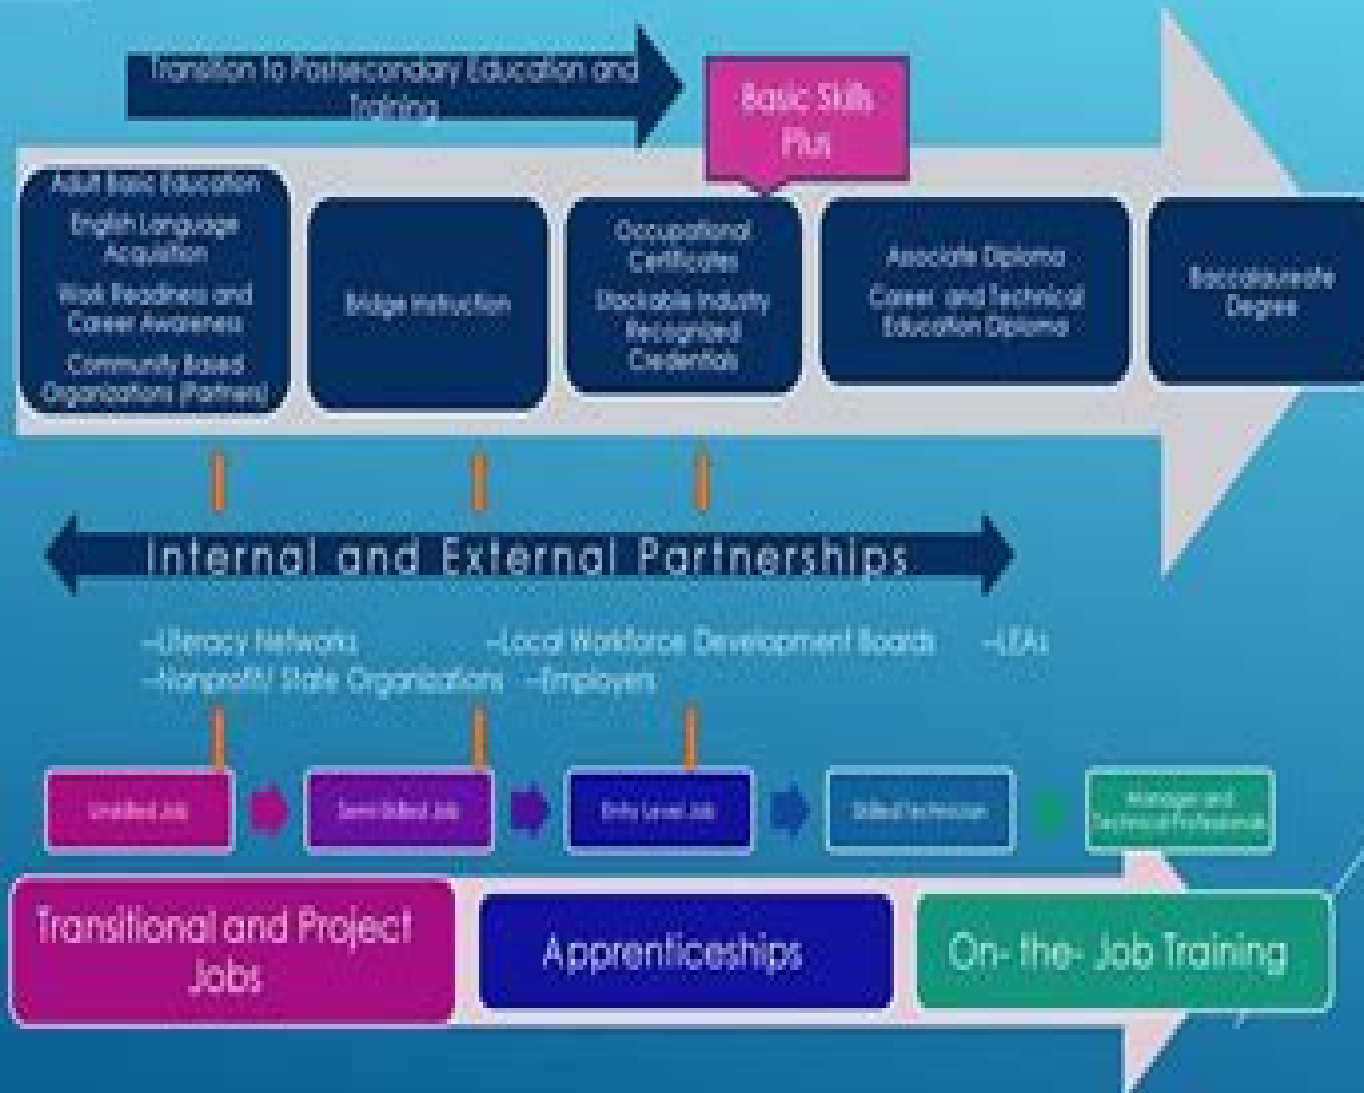 Transition to Postsecondary Education and
Training
Basic Skills
Plus
Adult Basic Education
English Language
Acquisition
Work Readiness and
Career Awareness
Community Based
Organizations (Partners)
Bridge Instruction
Occupational
Certificates
Stackable Industry
Recognized
Credentials
Associate Diploma
Career and Technical
Education Diploma
Baccalaureate
Degree
Internal and External Partnerships
–Literacy Networks –Local Workforce Development Boards –LEAs
–Nonprofit/ State Organizations –Employers
Unskilled Job
Semi-Skilled Job
Entry Level Job
Skilled Technician
Manager and
Technical Professionals
Transitional and Project
Jobs
Apprenticeships
On- the- Job Training